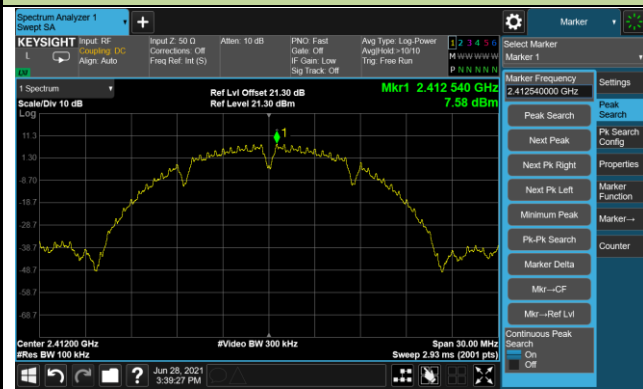 Spectrum Analyzer 1
Swept SA
Marker
KEYSIGHT
Input: RF
Coupling: DC
Align: Auto
Input Z: 50 Ω
Corrections: Off
Freq Ref: Int (S)
Atten: 10 dB
PNO: Fast
Gate: Off
IF Gain: Low
Sig Track: Off
Avg Type: Log-Power
Avg|Hold:>10/10
Trig: Free Run
1 2 3 4 5 6
M W W W W W
P N N N N N
L
LW
Select Marker
Marker 1
1 Spectrum
Scale/Div 10 dB
Log
Ref Lvl Offset 21.30 dB
Ref Level 21.30 dBm
Mkr1 2.412 540 GHz
7.58 dBm
1
11.3
1.30
-8.70
-18.7
-28.7
-38.7
-48.7
-58.7
-68.7
Center 2.41200 GHz
#Res BW 100 kHz
#Video BW 300 kHz
Span 30.00 MHz
Sweep 2.93 ms (2001 pts)
Marker Frequency
2.412540000 GHz
Peak Search
Next Peak
Next Pk Right
Next Pk Left
Minimum Peak
Pk-Pk Search
Marker Delta
Mkr→CF
Mkr→Ref Lvl
Continuous Peak Search
On
Off
Settings
Peak Search
Pk Search Config
Properties
Marker Function
Marker→
Counter
?
Jun 28, 2021
3:39:27 PM